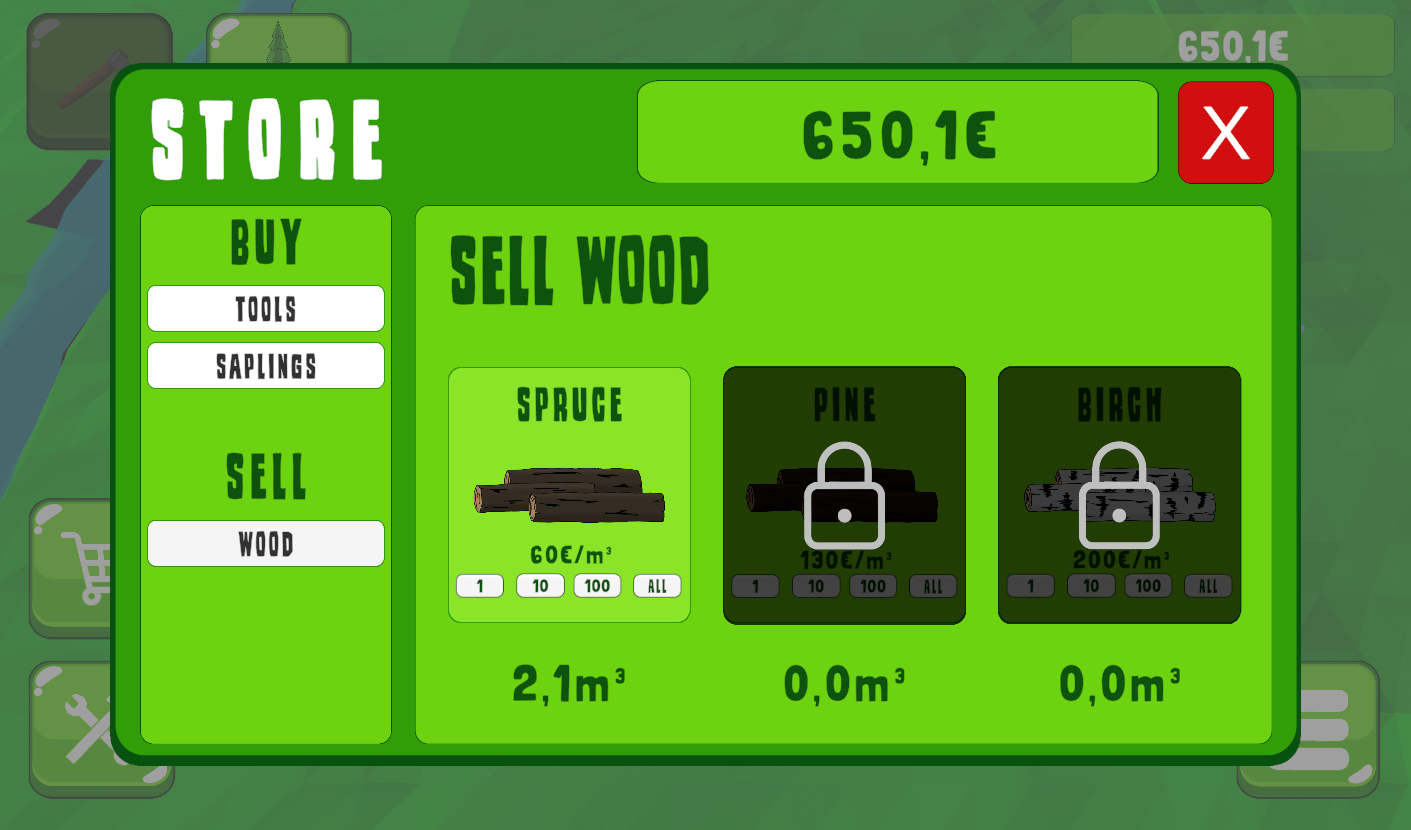 650,1€
STORE
650,1€
X
BUY
TOOLS
SAPLINGS
SELL
WOOD
SELL WOOD
SPRUCE
60€/m³
1 10 100 ALL
2,1m³
PINE
130€/m³
1 10 100 ALL
0,0m³
BIRCH
200€/m³
1 10 100 ALL
0,0m³